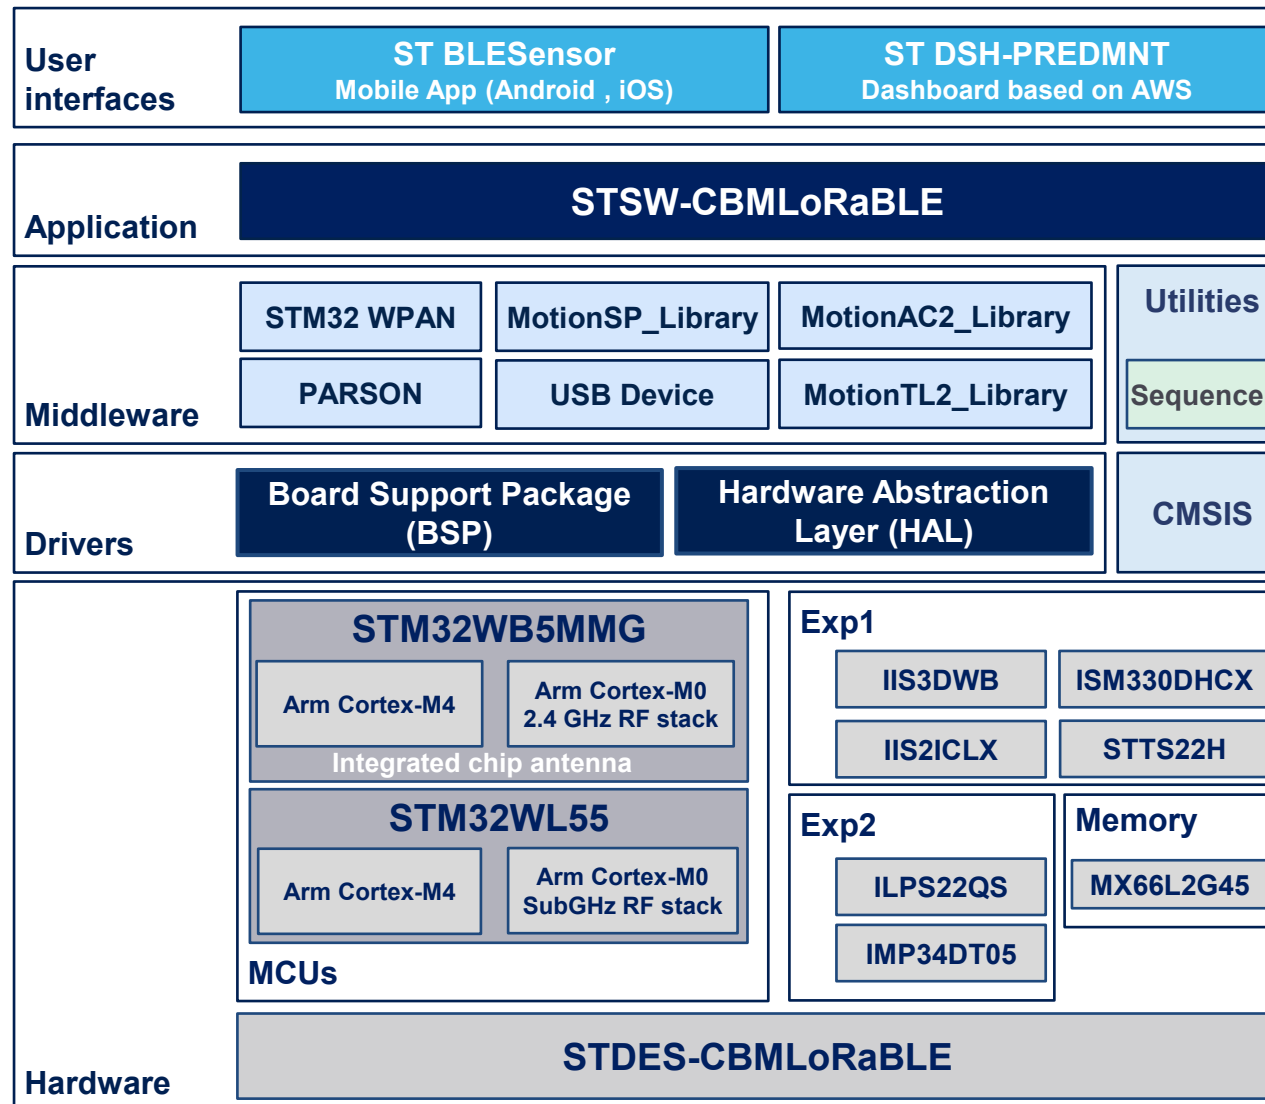 User
interfaces
ST BLESensor
Mobile App (Android , iOS)
ST DSH-PREDMNT
Dashboard based on AWS
Application
STSW-CBMLoRaBLE
Middleware
STM32 WPAN
MotionSP_Library
MotionAC2_Library
PARSON
USB Device
MotionTL2_Library
Utilities
Sequence
Drivers
Board Support Package
(BSP)
Hardware Abstraction
Layer (HAL)
CMSIS
Hardware
STM32WB5MMG
Arm Cortex-M4
Arm Cortex-M0
2.4 GHz RF stack
Integrated chip antenna
STM32WL55
Arm Cortex-M4
Arm Cortex-M0
SubGHz RF stack
MCUs
Exp1
IIS3DWB
ISM330DHCX
IIS2ICLX
STTS22H
Exp2
ILPS22QS
IMP34DT05
Memory
MX66L2G45
STDES-CBMLoRaBLE